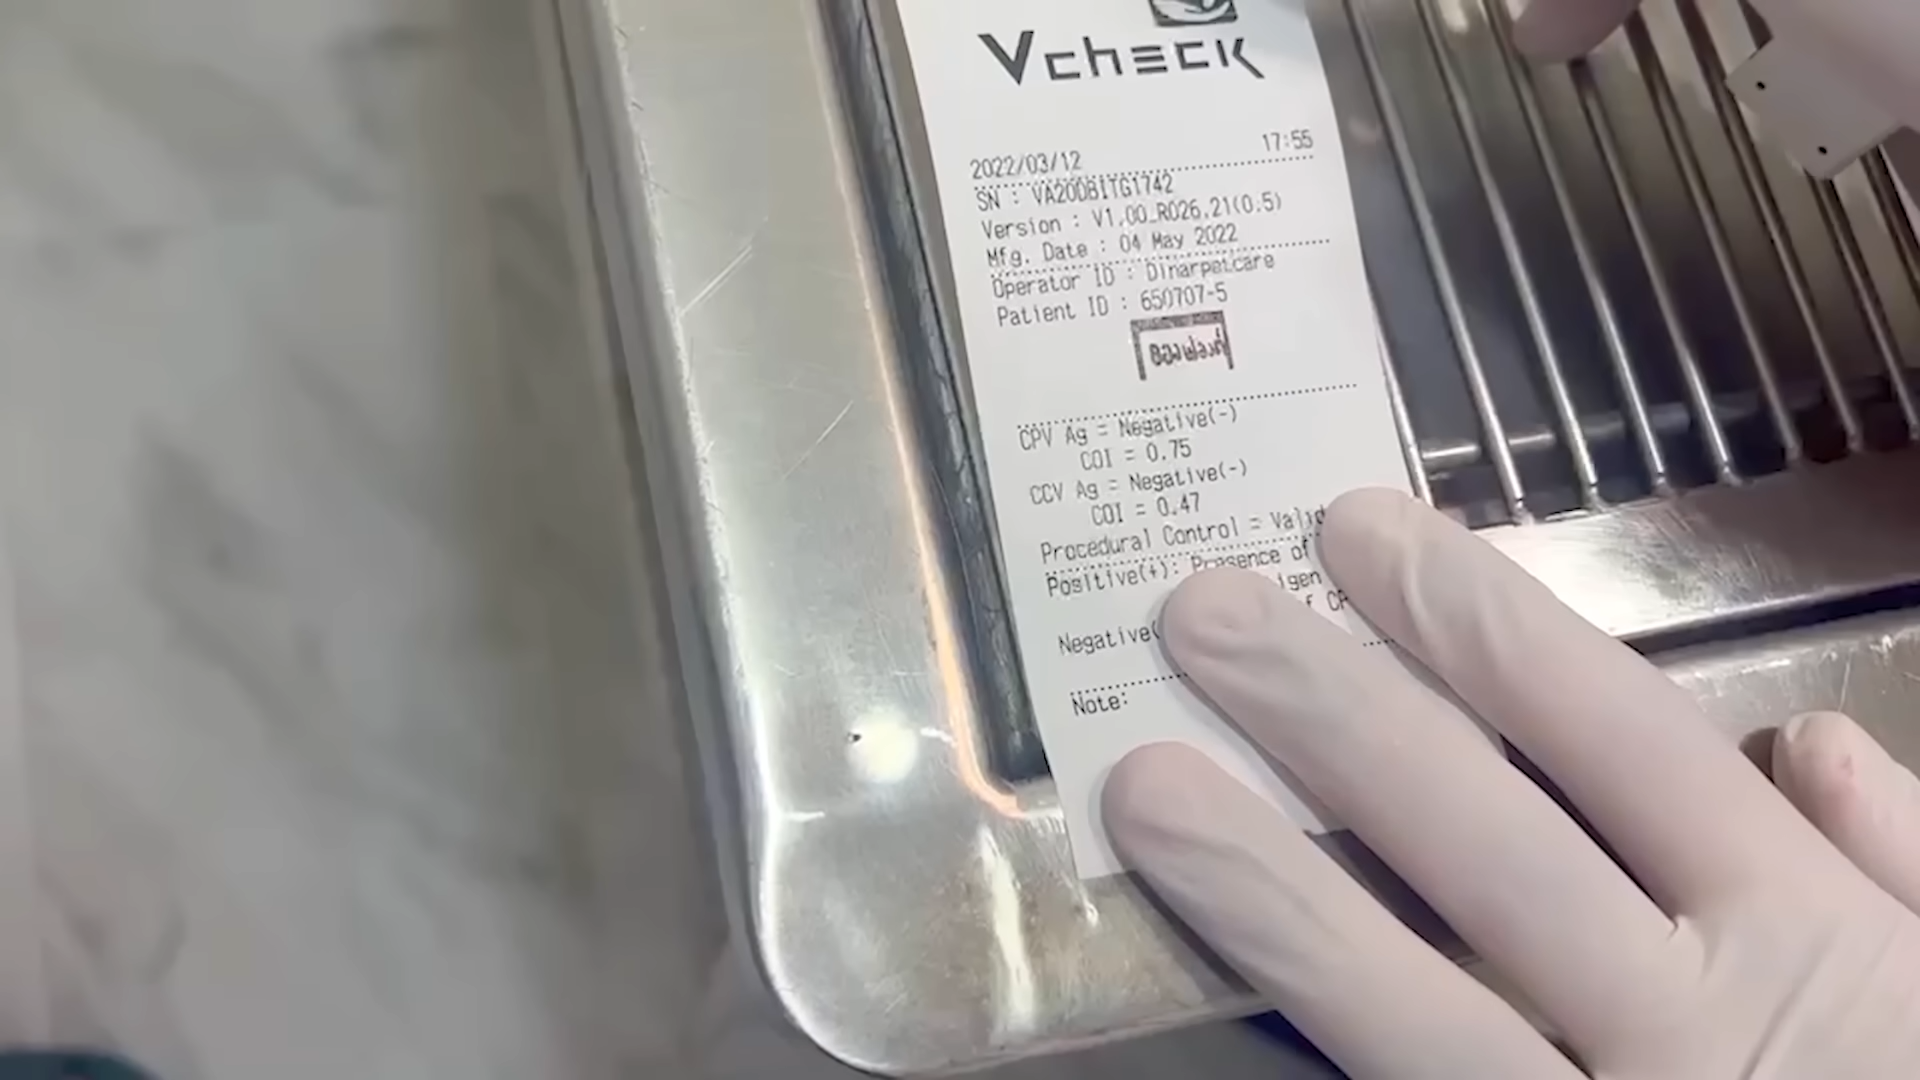 Vcheck
2022/03/12 17:55
SN : VA20DBITG1742
Version : V1.00_R026.21(0.5)
Mfg. Date : 04 May 2022
Operator ID : Dinarpetcare
Patient ID : 650707-5
CPV Ag = Negative(-)
COI = 0.75
CCV Ag = Negative(-)
COI = 0.47
Procedural Control = Valid
Positive(+): Presence of
Negative(
Note: